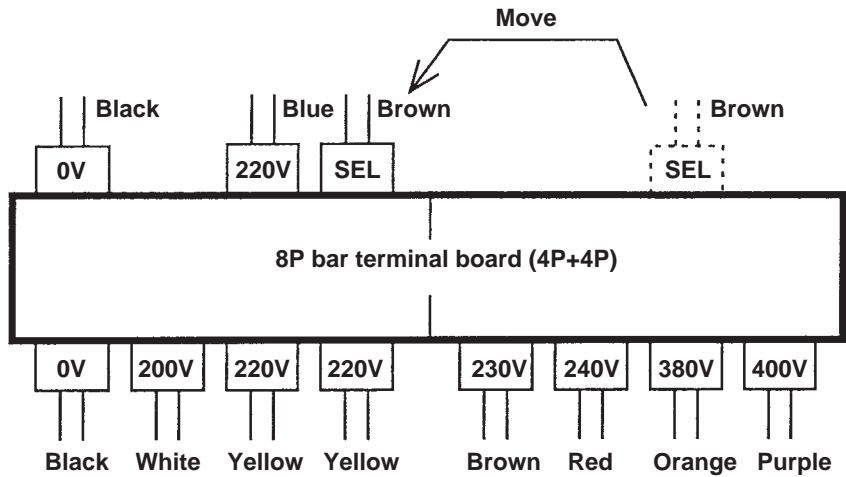 Move
Black Blue Brown Brown
0V 220V SEL SEL
8P bar terminal board (4P+4P)
0V 200V 220V 220V 230V 240V 380V 400V
Black White Yellow Yellow Brown Red Orange Purple